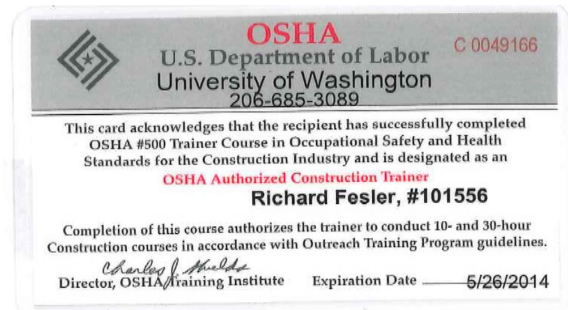 OSHA
U.S. Department of Labor
C 0049166
University of Washington
206-685-3089
This card acknowledges that the recipient has successfully completed
OSHA #500 Trainer Course in Occupational Safety and Health
Standards for the Construction Industry and is designated as an
OSHA Authorized Construction Trainer
Richard Fesler, #101556
Completion of this course authorizes the trainer to conduct 10- and 30-hour
Construction courses in accordance with Outreach Training Program guidelines.
Charles J. Shields
Director, OSHA Training Institute
Expiration Date 5/26/2014